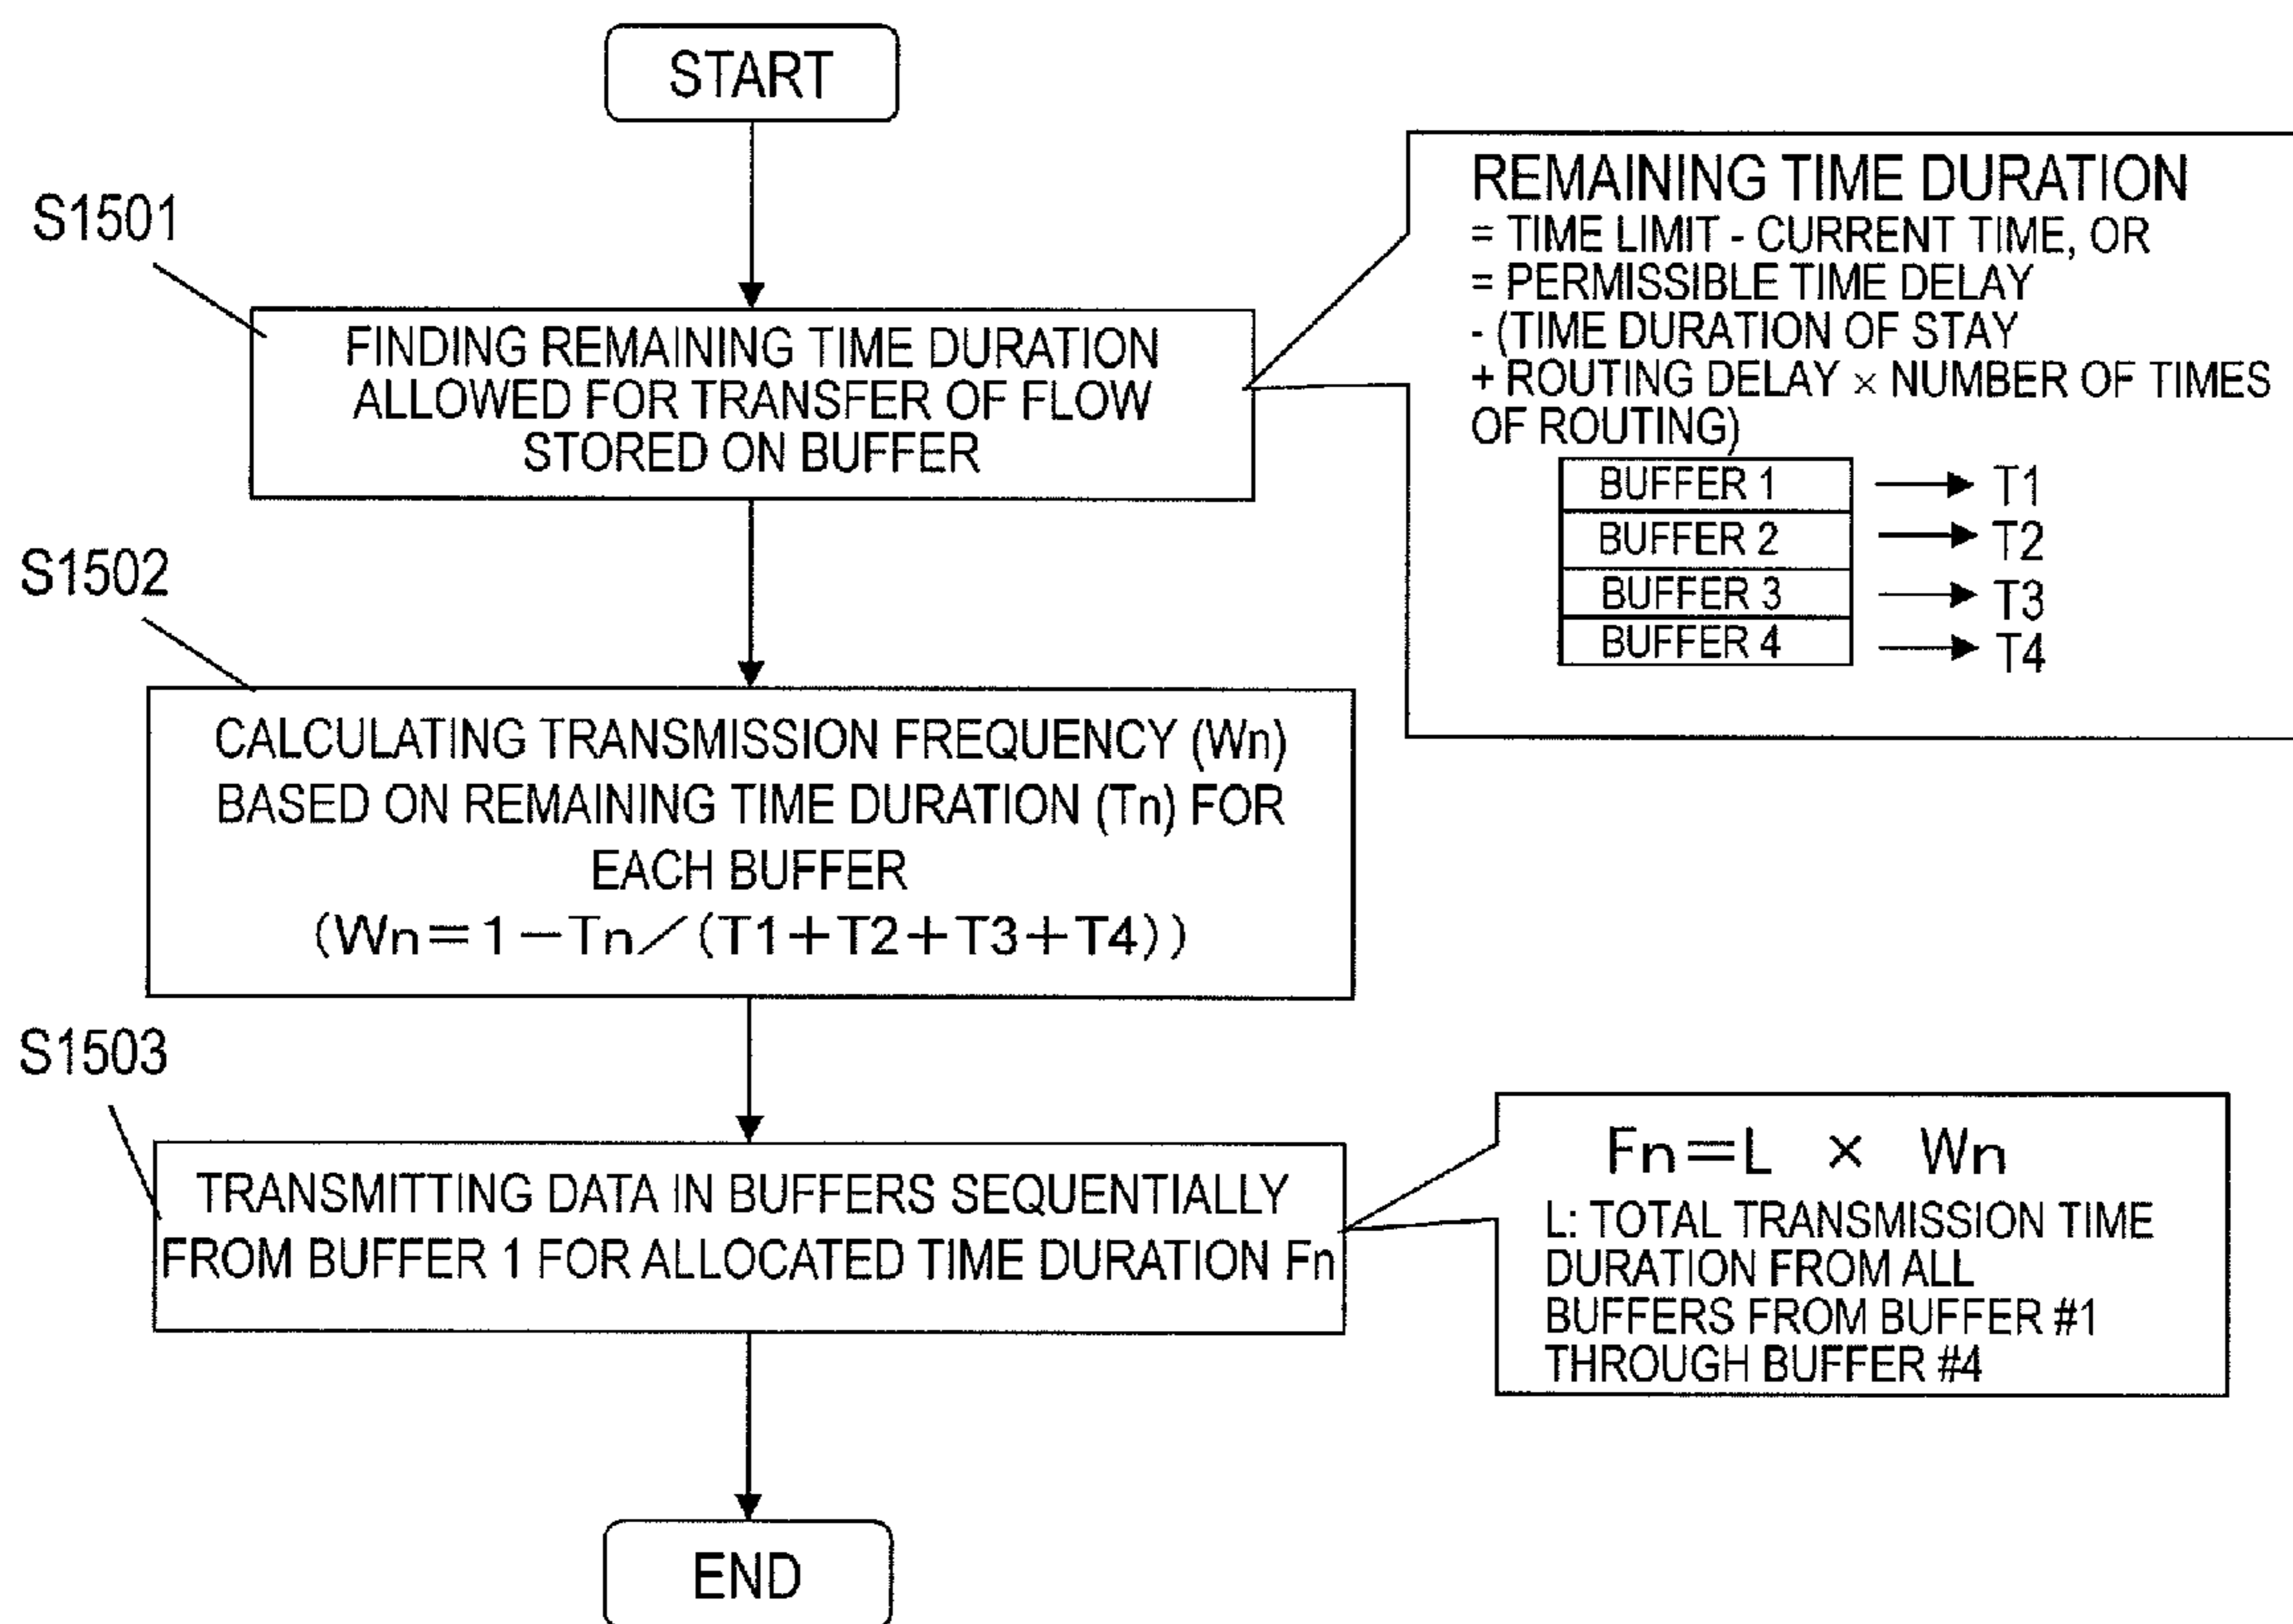 START
S1501
FINDING REMAINING TIME DURATION
ALLOWED FOR TRANSFER OF FLOW
STORED ON BUFFER
REMAINING TIME DURATION
= TIME LIMIT - CURRENT TIME, OR
= PERMISSIBLE TIME DELAY
- (TIME DURATION OF STAY
+ ROUTING DELAY × NUMBER OF TIMES
OF ROUTING)
BUFFER 1 T1
BUFFER 2 T2
BUFFER 3 T3
BUFFER 4 T4
S1502
CALCULATING TRANSMISSION FREQUENCY (Wn)
BASED ON REMAINING TIME DURATION (Tn) FOR
EACH BUFFER
(Wn=1-Tn/(T1+T2+T3+T4))
S1503
TRANSMITTING DATA IN BUFFERS SEQUENTIALLY
FROM BUFFER 1 FOR ALLOCATED TIME DURATION Fn
Fn=L × Wn
L: TOTAL TRANSMISSION TIME
DURATION FROM ALL
BUFFERS FROM BUFFER #1
THROUGH BUFFER #4
END